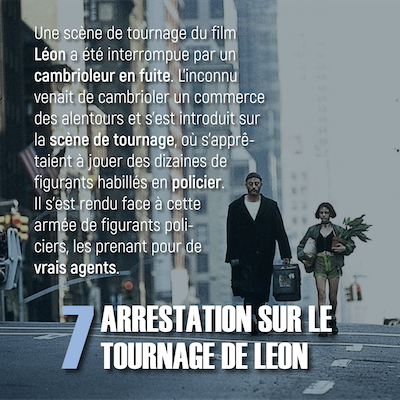 Une scène de tournage du film
Léon a été interrompue par un
cambrioleur en fuite. L'inconnu
venait de cambrioler un commerce
des alentours et s'est introduit sur
la scène de tournage, où s'apprê-
taient à jouer des dizaines de
figurants habillés en policier.
Il s'est rendu face à cette
armée de figurants poli-
ciers, les prenant pour de
vrais agents.
7 ARRESTATION SUR LE
TOURNAGE DE LEON